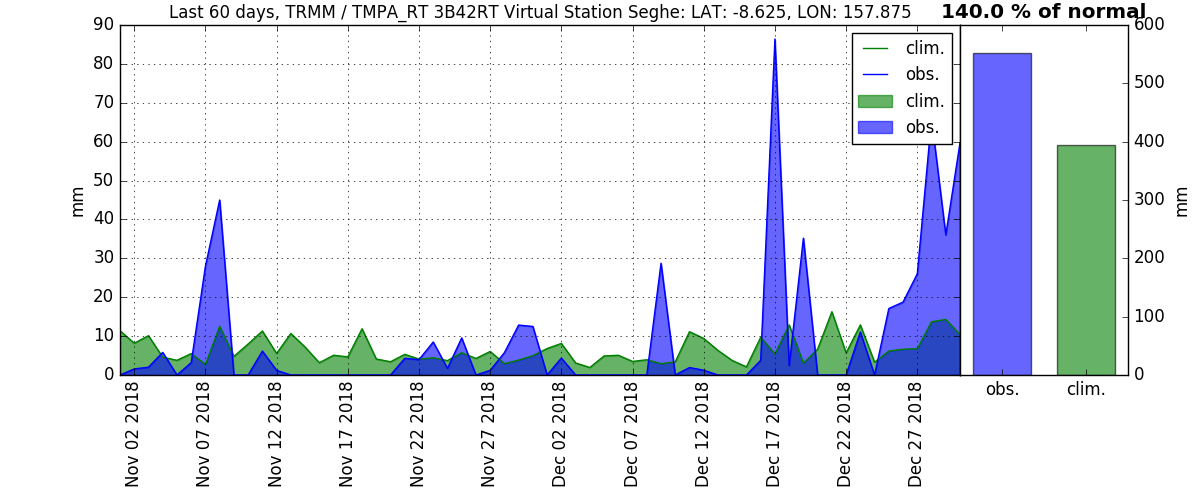 Last 60 days, TRMM / TMPA_RT 3B42RT Virtual Station Seghe: LAT: -8.625, LON: 157.875
140.0 % of normal
90
80
70
60
50
40
30
20
10
0
mm
clim.
obs.
clim.
obs.
600
500
400
300
200
100
0
mm
obs.
clim.
Nov 02 2018
Nov 07 2018
Nov 12 2018
Nov 17 2018
Nov 22 2018
Nov 27 2018
Dec 02 2018
Dec 07 2018
Dec 12 2018
Dec 17 2018
Dec 22 2018
Dec 27 2018